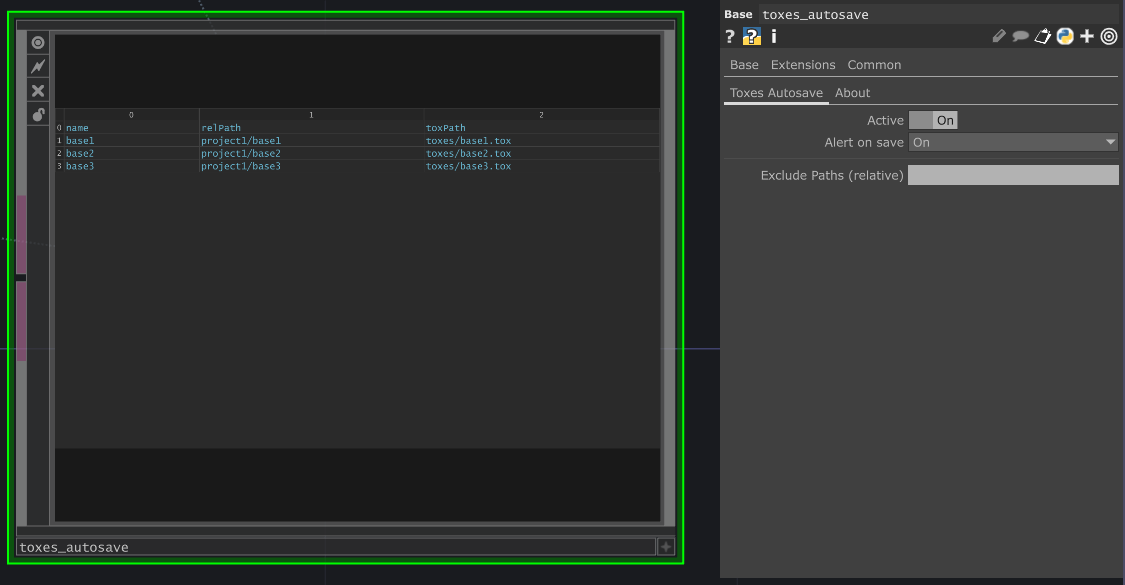 0 1 2
0 name relPath toxPath
1 base1 project1/base1 toxes/base1.tox
2 base2 project1/base2 toxes/base2.tox
3 base3 project1/base3 toxes/base3.tox
toxes_autosave
Base toxes_autosave
? ? i
Base Extensions Common
Toxes Autosave About
Active On
Alert on save On
Exclude Paths (relative)